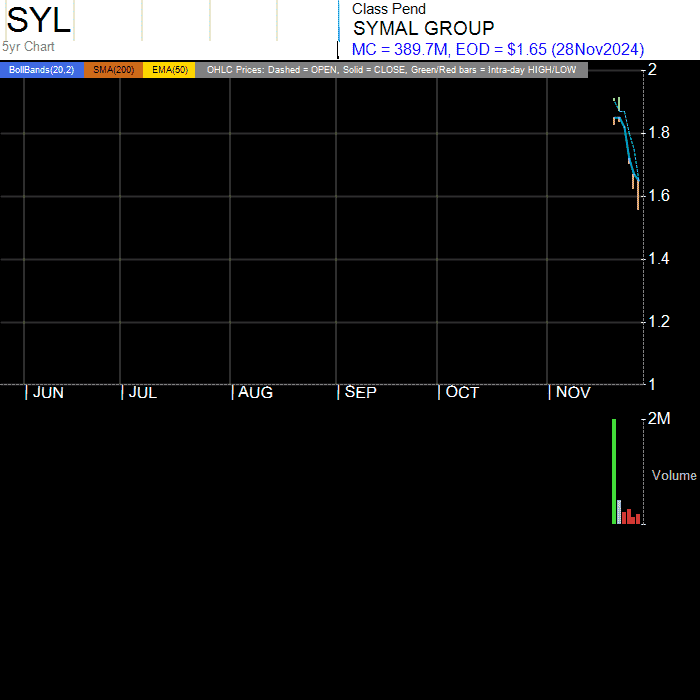 SYL
5yr Chart
Class Pend
SYMAL GROUP
MC = 389.7M, EOD = $1.65 (28Nov2024)
BollBands(20,2) SMA(200) EMA(50) OHLC Prices: Dashed = OPEN, Solid = CLOSE, Green/Red bars = Intra-day HIGH/LOW
2
1.8
1.6
1.4
1.2
1
JUN JUL AUG SEP OCT NOV
2M
Volume